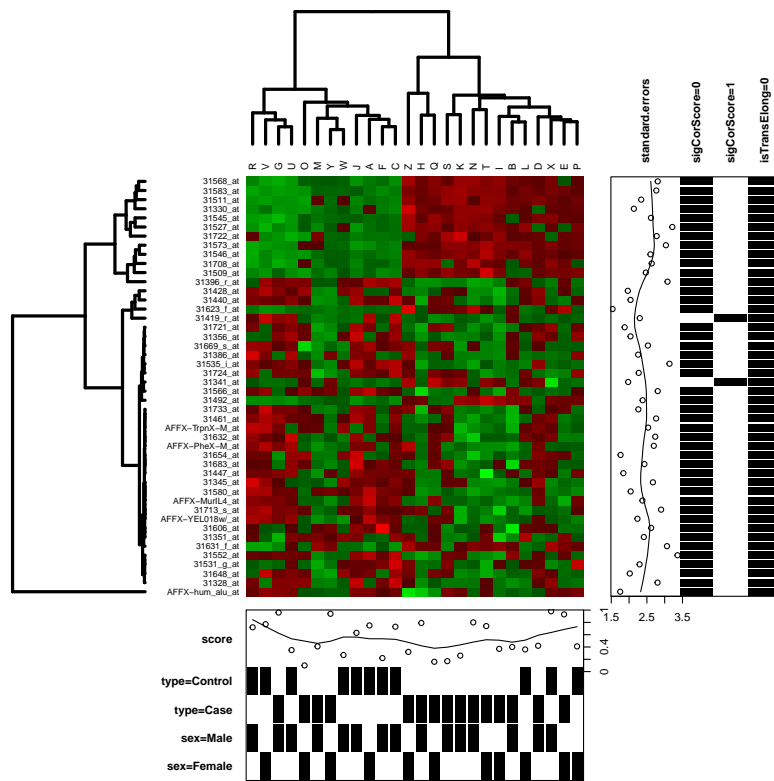 R V G U O M Y W J A F C Z H Q S K N T I B L D X E P
standard.errors
sigCorScore=0
sigCorScore=1
isTransElong=0
31568_at
31583_at
31511_at
31330_at
31545_at
31527_at
31722_at
31573_at
31546_at
31708_at
31509_at
31396_r_at
31428_at
31440_at
31623_f_at
31419_r_at
31721_at
31356_at
31669_s_at
31386_at
31535_i_at
31724_at
31341_at
31566_at
31492_at
31733_at
31461_at
AFFX-TrpnX-M_at
31632_at
AFFX-PheX-M_at
31654_at
31683_at
31447_at
31345_at
31580_at
AFFX-MurIL4_at
31713_s_at
AFFX-YEL018w/_at
31606_at
31351_at
31631_f_at
31552_at
31531_g_at
31648_at
31328_at
AFFX-hum_alu_at
1.5 2.5 3.5
score
0 0.4 1
type=Control
type=Case
sex=Male
sex=Female